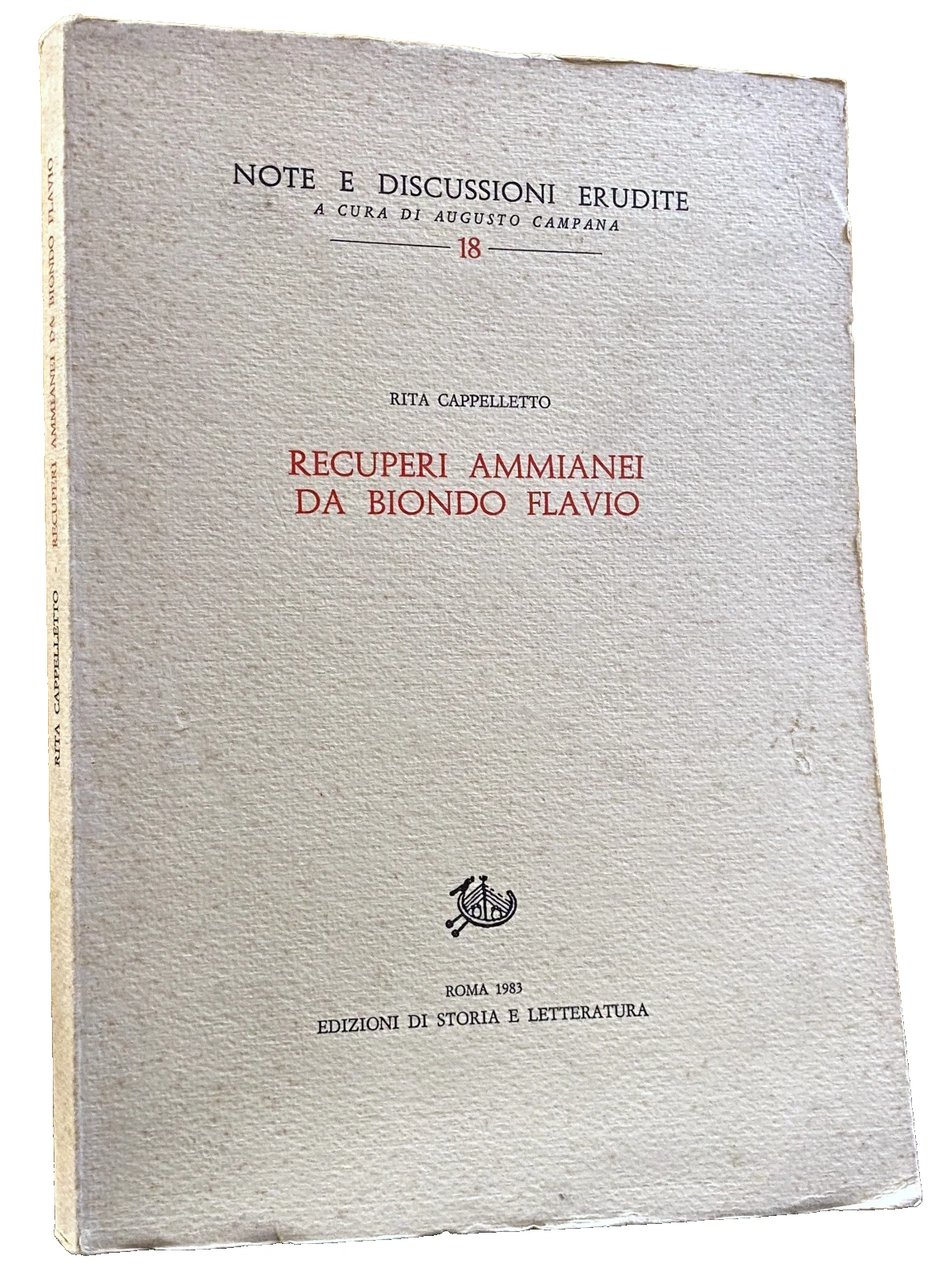 NOTE E DISCUSSIONI ERUDITE
A CURA DI AUGUSTO CAMPANA
18
RITA CAPPELLETTO
RECUPERI AMMIANEI
DA BIONDO FLAVIO
ROMA 1983
EDIZIONI DI STORIA E LETTERATURA
RITA CAPPELLETTO RECUPERI AMMIANEI DA BIONDO FLAVIO